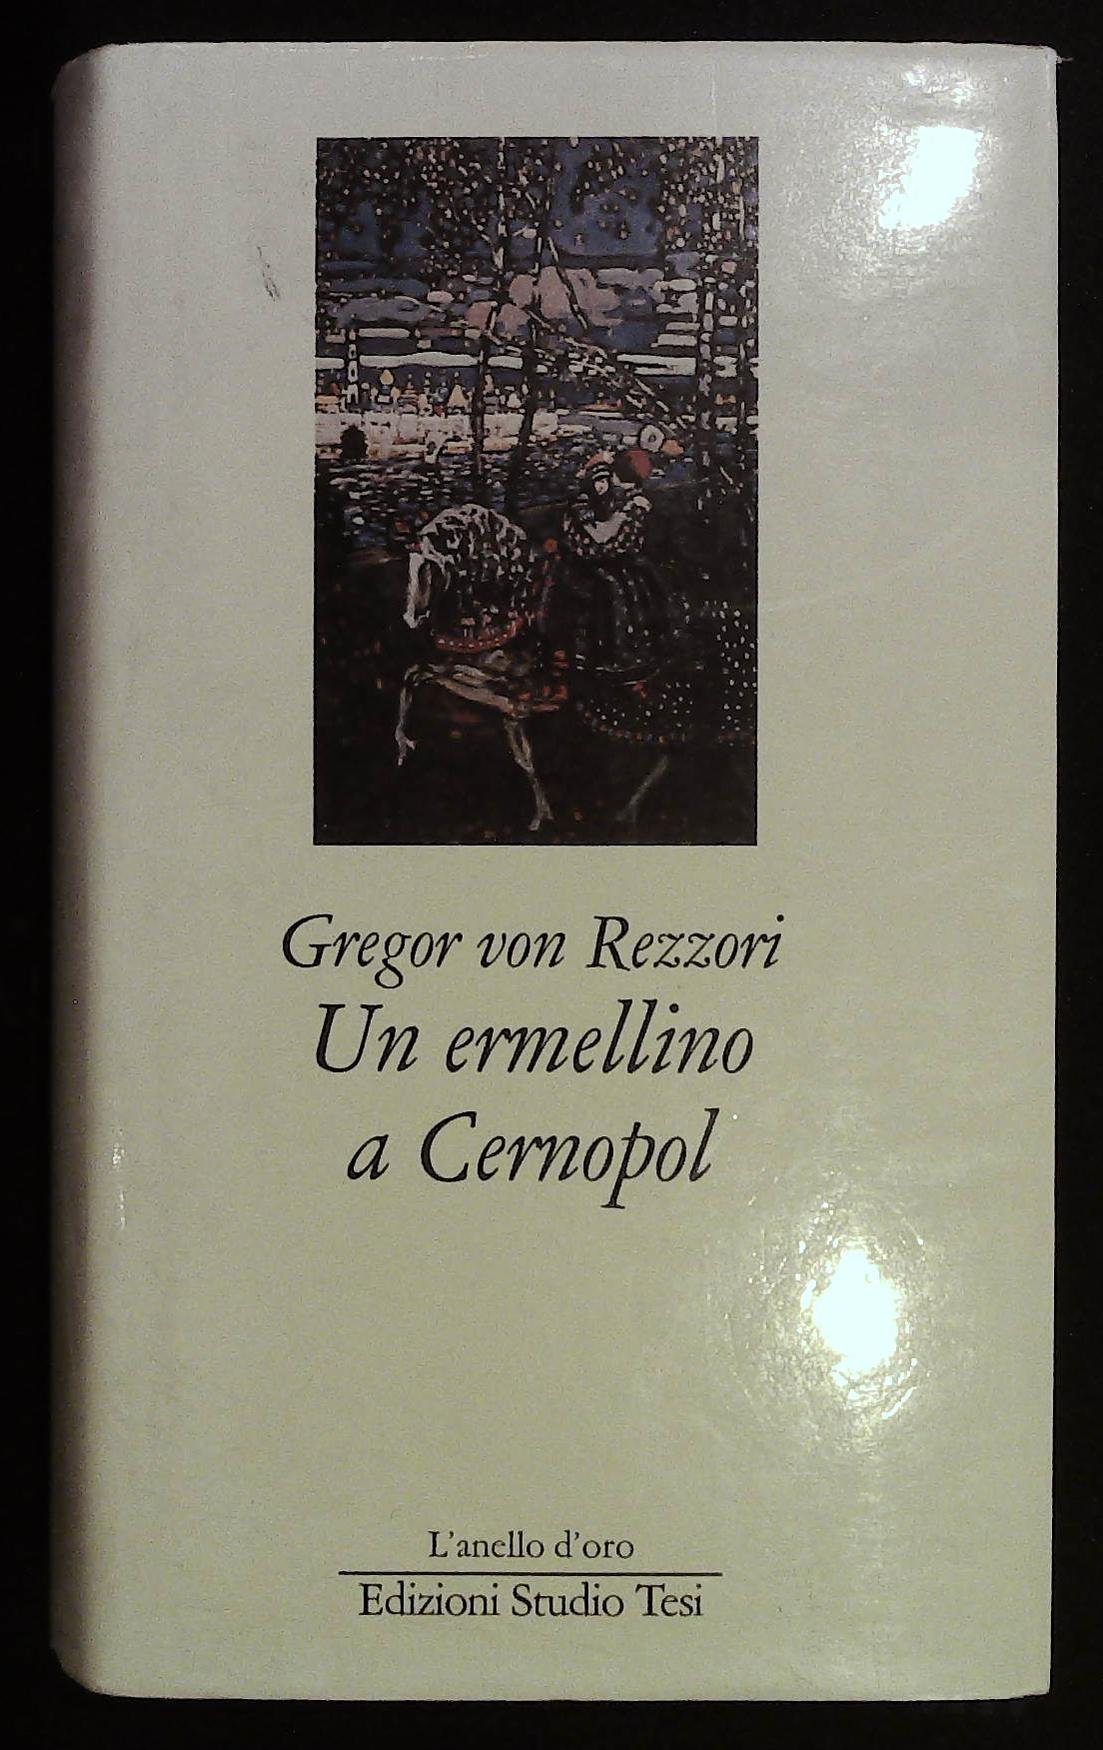 Gregor von Rezzori
Un ermellino
a Cernopol
L'anello d'oro
Edizioni Studio Tesi